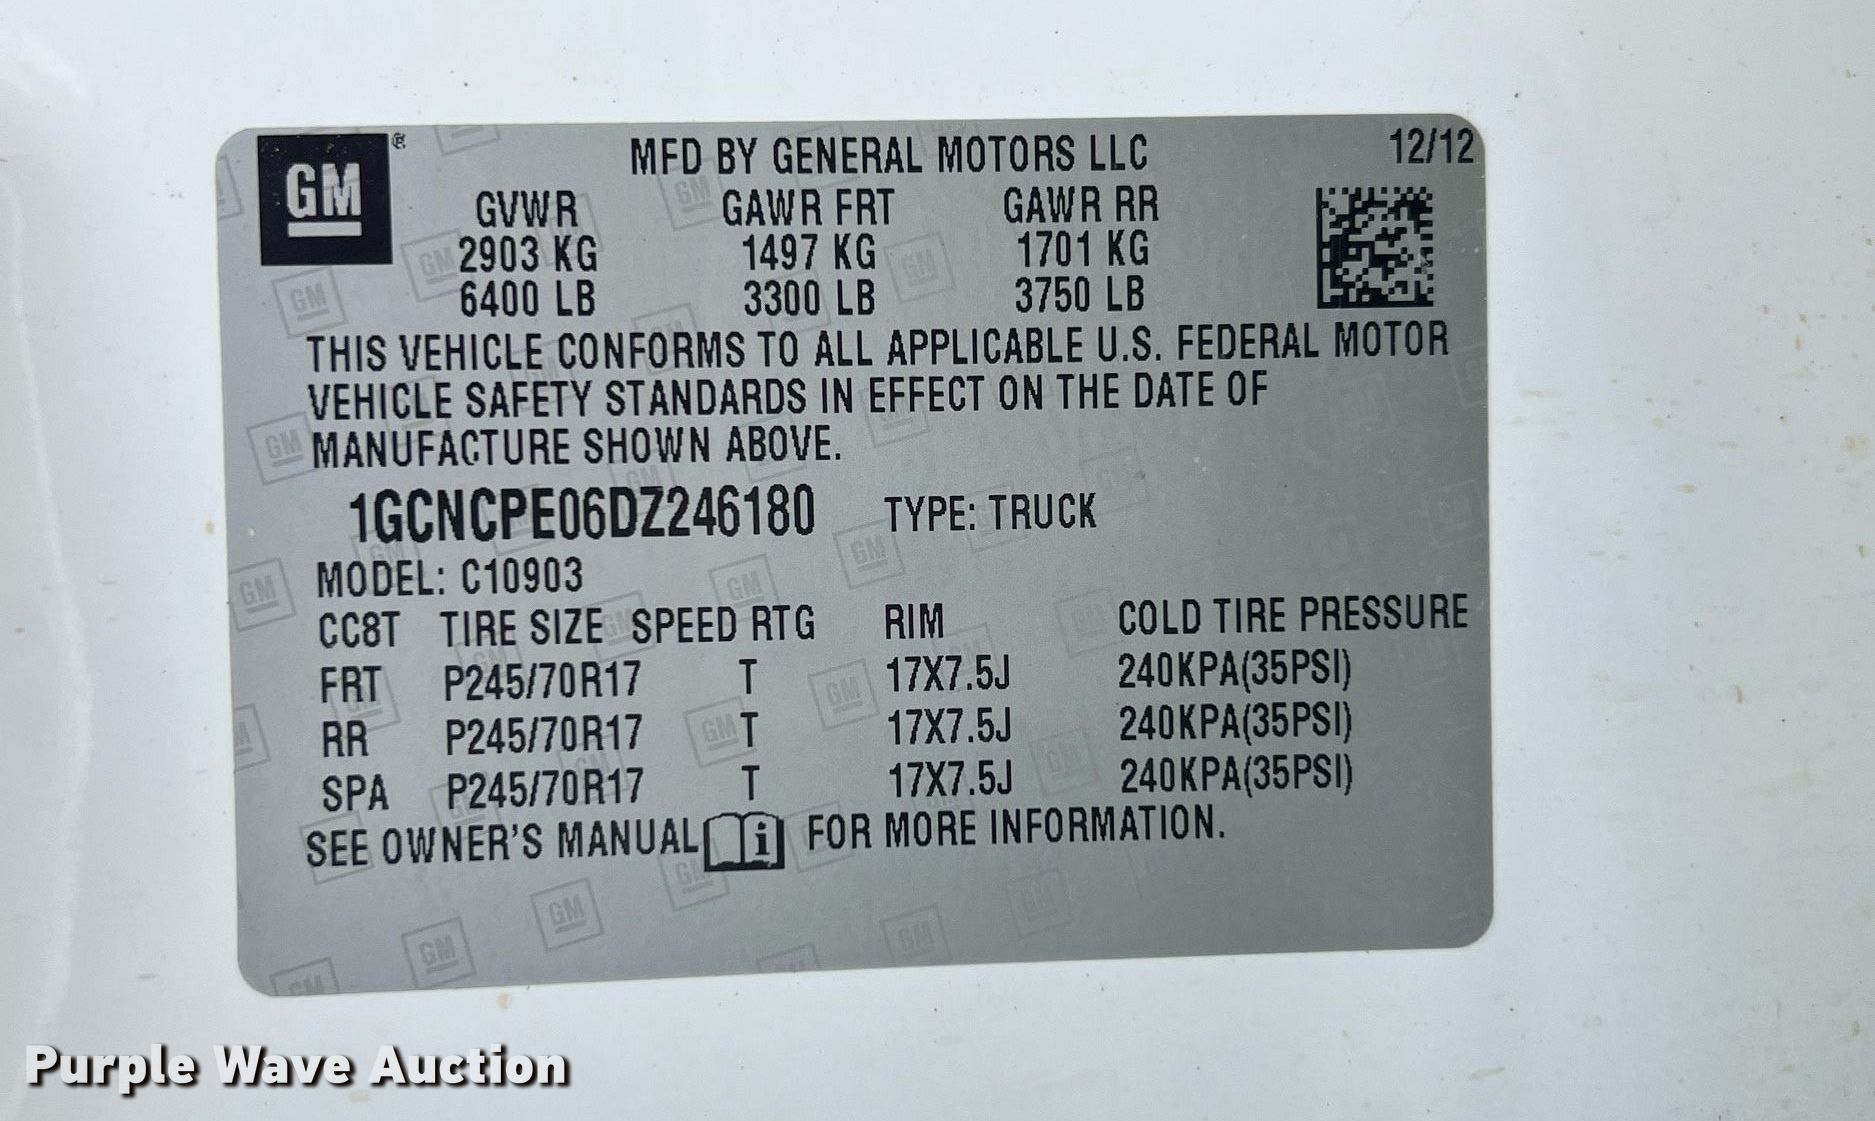 GM
MFD BY GENERAL MOTORS LLC 12/12
GVWR GAWR FRT GAWR RR
2903 KG 1497 KG 1701 KG
6400 LB 3300 LB 3750 LB
THIS VEHICLE CONFORMS TO ALL APPLICABLE U.S. FEDERAL MOTOR
VEHICLE SAFETY STANDARDS IN EFFECT ON THE DATE OF
MANUFACTURE SHOWN ABOVE.
1GCNCPE06DZ246180 TYPE: TRUCK
MODEL: C10903
CC8T TIRE SIZE SPEED RTG RIM COLD TIRE PRESSURE
FRT P245/70R17 T 17X7.5J 240KPA(35PSI)
RR P245/70R17 T 17X7.5J 240KPA(35PSI)
SPA P245/70R17 T 17X7.5J 240KPA(35PSI)
SEE OWNER'S MANUAL i FOR MORE INFORMATION.
Purple Wave Auction